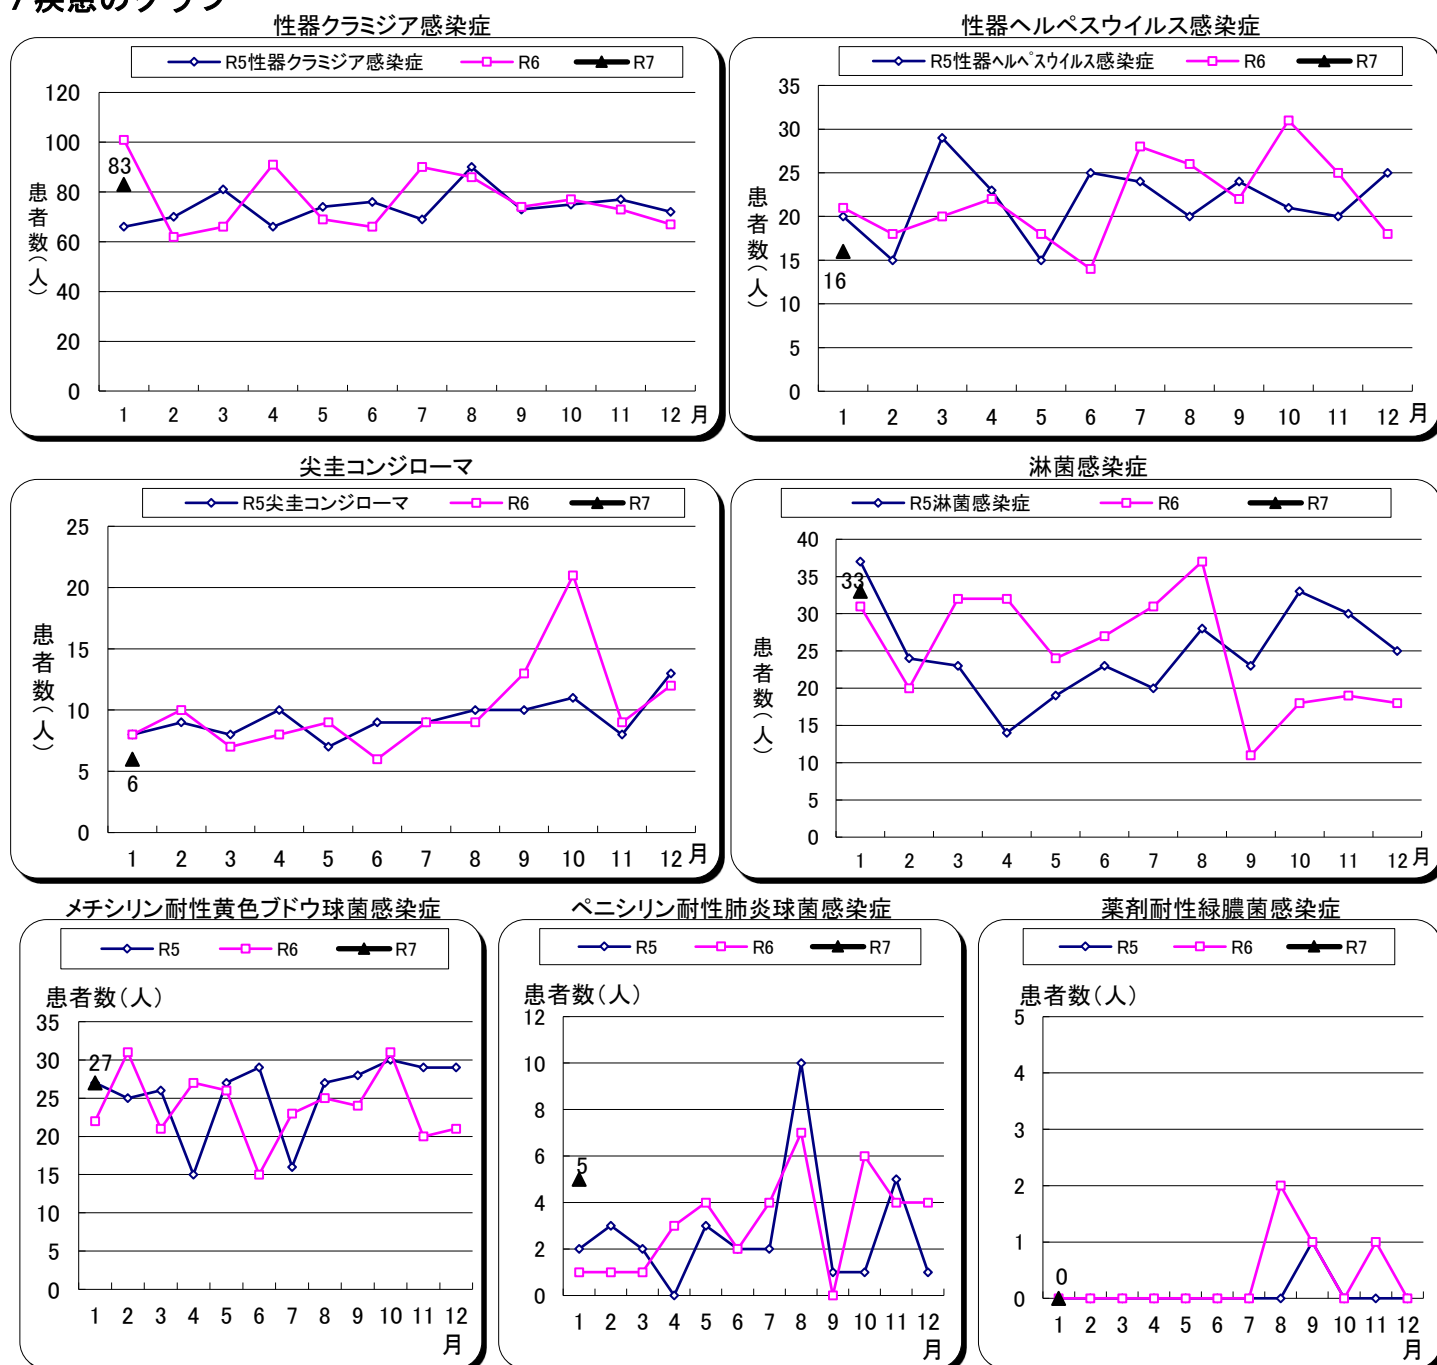 7疾患のグラフ
性器クラミジア感染症
R5性器クラミジア感染症 R6 R7
患者数(人)
120
100
80
60
40
20
0
83
1 2 3 4 5 6 7 8 9 10 11 12 月
性器ヘルペスウイルス感染症
R5性器ヘルペスウイルス感染症 R6 R7
患者数(人)
35
30
25
20
15
10
5
0
16
1 2 3 4 5 6 7 8 9 10 11 12 月
尖圭コンジローマ
R5尖圭コンジローマ R6 R7
患者数(人)
25
20
15
10
5
0
6
1 2 3 4 5 6 7 8 9 10 11 12 月
淋菌感染症
R5淋菌感染症 R6 R7
患者数(人)
40
35
30
25
20
15
10
5
0
33
1 2 3 4 5 6 7 8 9 10 11 12 月
メチシリン耐性黄色ブドウ球菌感染症
R5 R6 R7
患者数(人)
35
30
25
20
15
10
5
0
27
1 2 3 4 5 6 7 8 9 10 11 12
月
ペニシリン耐性肺炎球菌感染症
R5 R6 R7
患者数(人)
12
10
8
6
4
2
0
5
1 2 3 4 5 6 7 8 9 10 11 12
月
薬剤耐性緑膿菌感染症
R5 R6 R7
患者数(人)
5
4
3
2
1
0
0
1 2 3 4 5 6 7 8 9 10 11 12
月